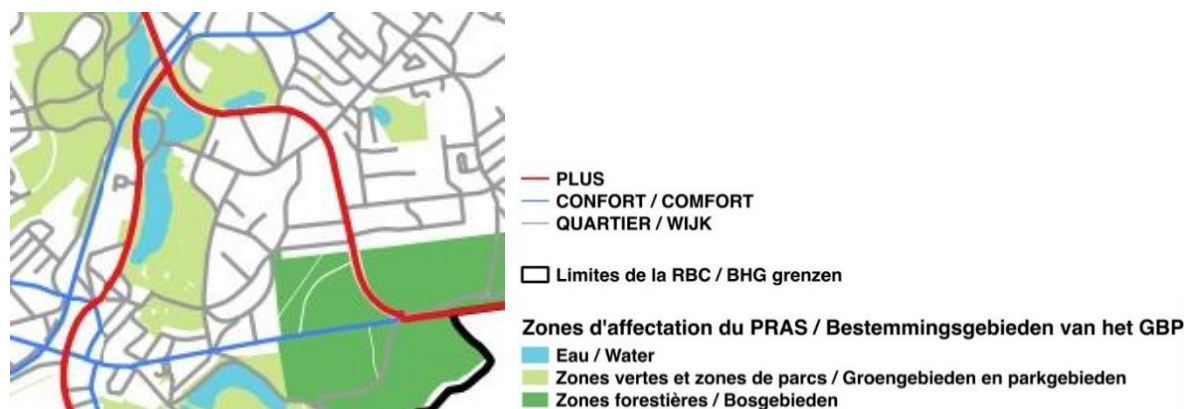 PLUS
CONFORT / COMFORT
QUARTIER / WIJK
Limites de la RBC / BHG grenzen
Zones d'affectation du PRAS / Bestemmingsgebieden van het GBP
Eau / Water
Zones vertes et zones de parcs / Groengebieden en parkgebieden
Zones forestières / Bosgebieden